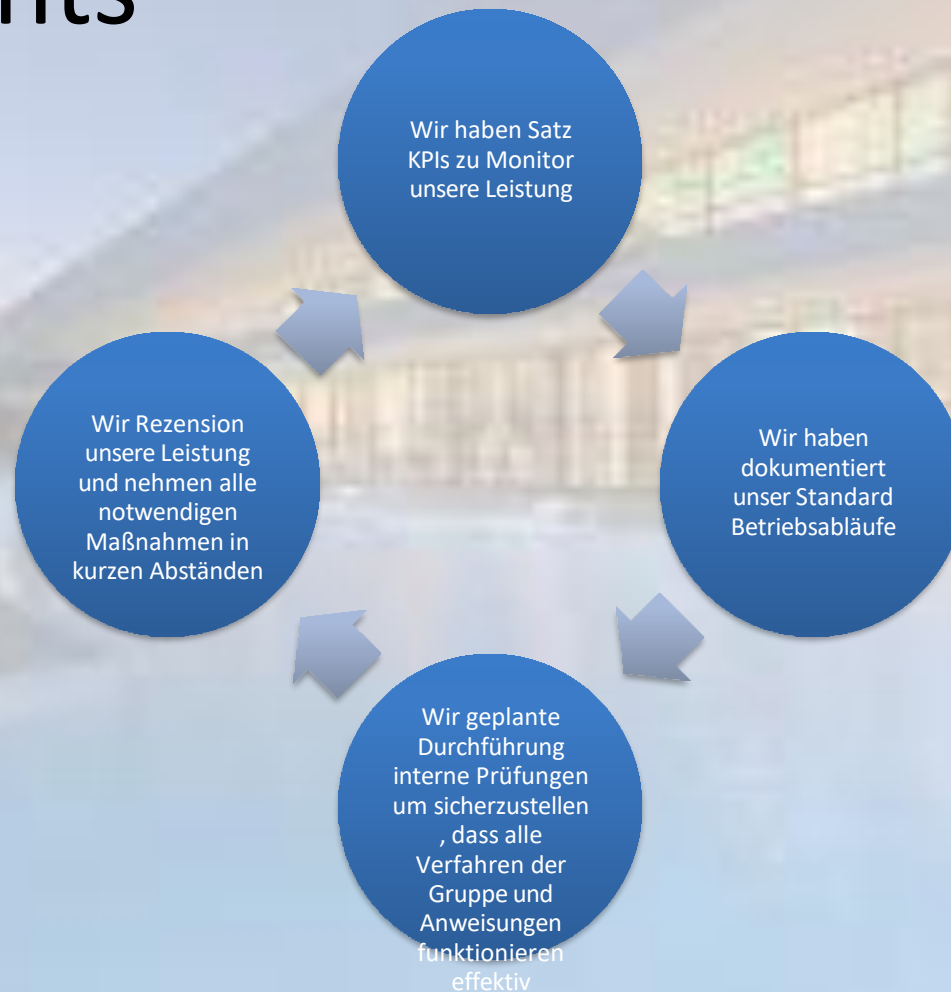 Wir haben Satz
KPIs zu Monitor
unsere Leistung
Wir haben
dokumentiert
unser Standard
Betriebsabläufe
Wir geplante
Durchführung
interne Prüfungen
um sicherzustellen
, dass alle
Verfahren der
Gruppe und
Anweisungen
funktionieren
effektiv
Wir Rezension
unsere Leistung
und nehmen alle
notwendigen
Maßnahmen in
kurzen Abständen